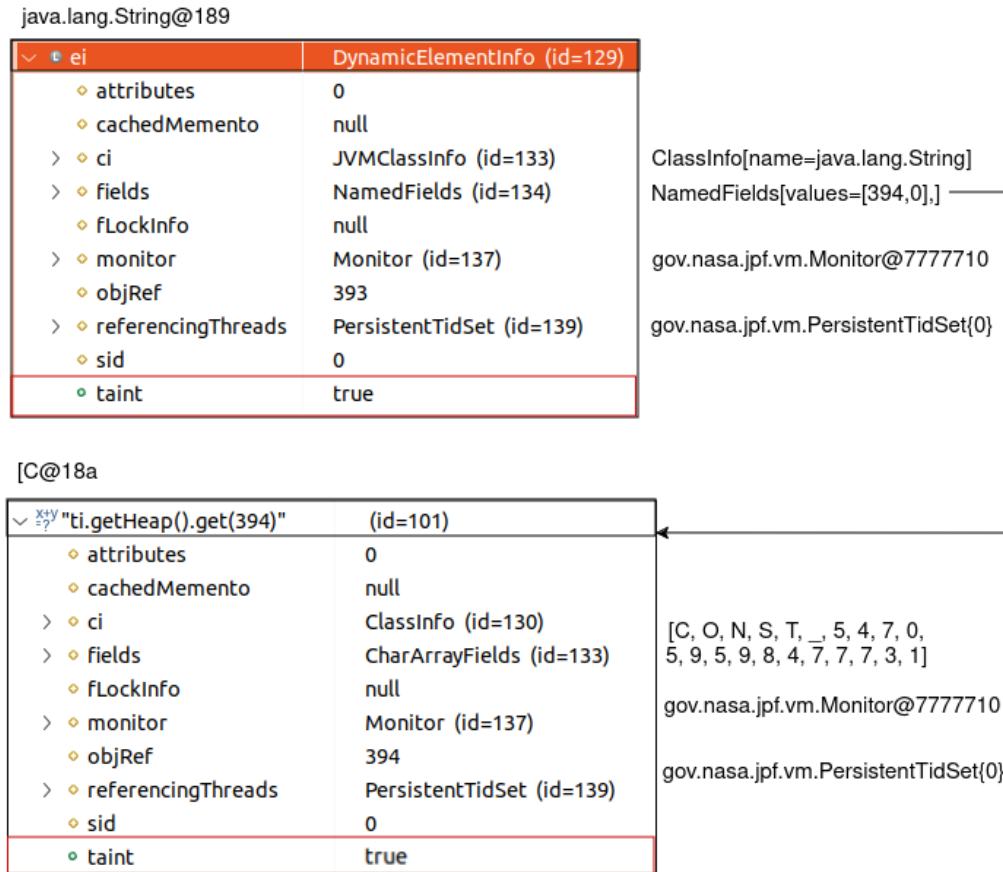 java.lang.String@189
ei DynamicElementInfo (id=129)
attributes 0
cachedMemento null
ci JVMClassInfo (id=133) ClassInfo[name=java.lang.String]
fields NamedFields (id=134) NamedFields[values=[394,0],]
fLockInfo null
monitor Monitor (id=137) gov.nasa.jpf.vm.Monitor@7777710
objRef 393
referencingThreads PersistentTidSet (id=139) gov.nasa.jpf.vm.PersistentTidSet{0}
sid 0
taint true
[C@18a
x+y =? "ti.getHeap().get(394)" (id=101)
attributes 0
cachedMemento null
ci ClassInfo (id=130)
fields CharArrayFields (id=133) [C, O, N, S, T, _, 5, 4, 7, 0,
5, 9, 5, 9, 8, 4, 7, 7, 7, 3, 1]
fLockInfo null
monitor Monitor (id=137) gov.nasa.jpf.vm.Monitor@7777710
objRef 394
referencingThreads PersistentTidSet (id=139) gov.nasa.jpf.vm.PersistentTidSet{0}
sid 0
taint true